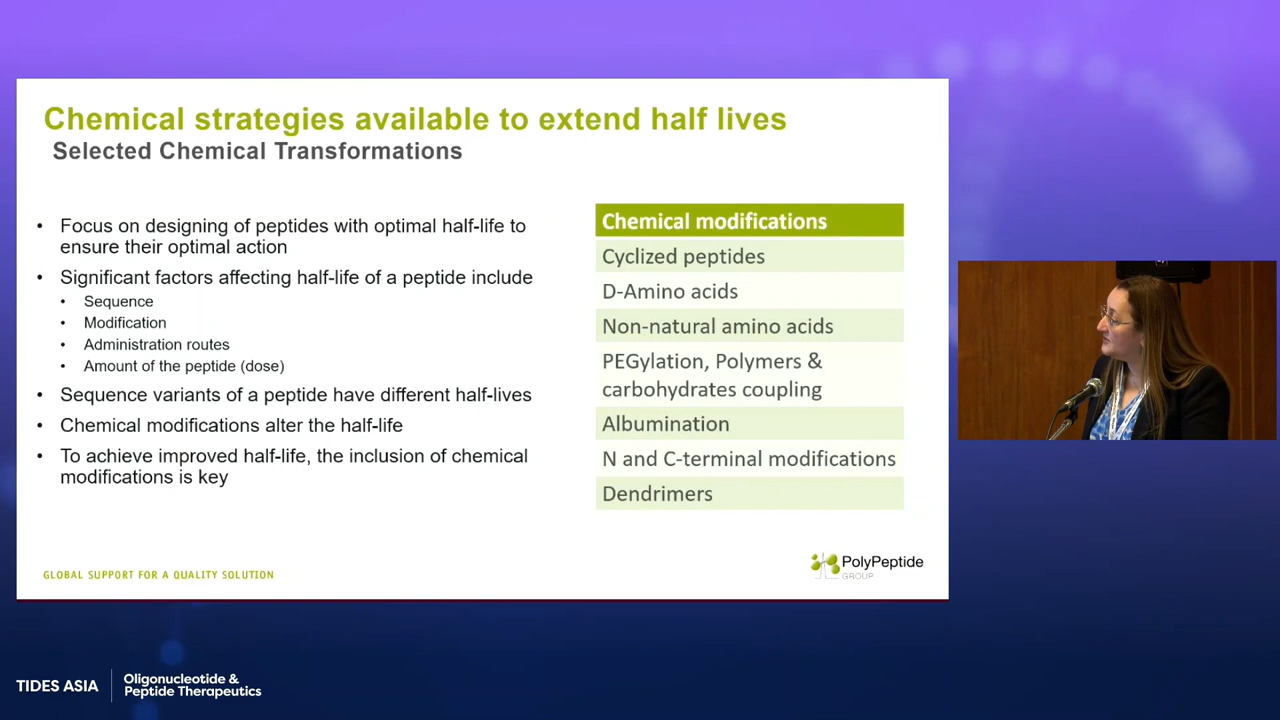 Chemical strategies available to extend half lives
Selected Chemical Transformations
• Focus on designing of peptides with optimal half-life to
ensure their optimal action
• Significant factors affecting half-life of a peptide include
• Sequence
• Modification
• Administration routes
• Amount of the peptide (dose)
• Sequence variants of a peptide have different half-lives
• Chemical modifications alter the half-life
• To achieve improved half-life, the inclusion of chemical
modifications is key
Chemical modifications
Cyclized peptides
D-Amino acids
Non-natural amino acids
PEGylation, Polymers &
carbohydrates coupling
Albumination
N and C-terminal modifications
Dendrimers
GLOBAL SUPPORT FOR A QUALITY SOLUTION
PolyPeptide
GROUP
TIDES ASIA
Oligonucleotide &
Peptide Therapeutics